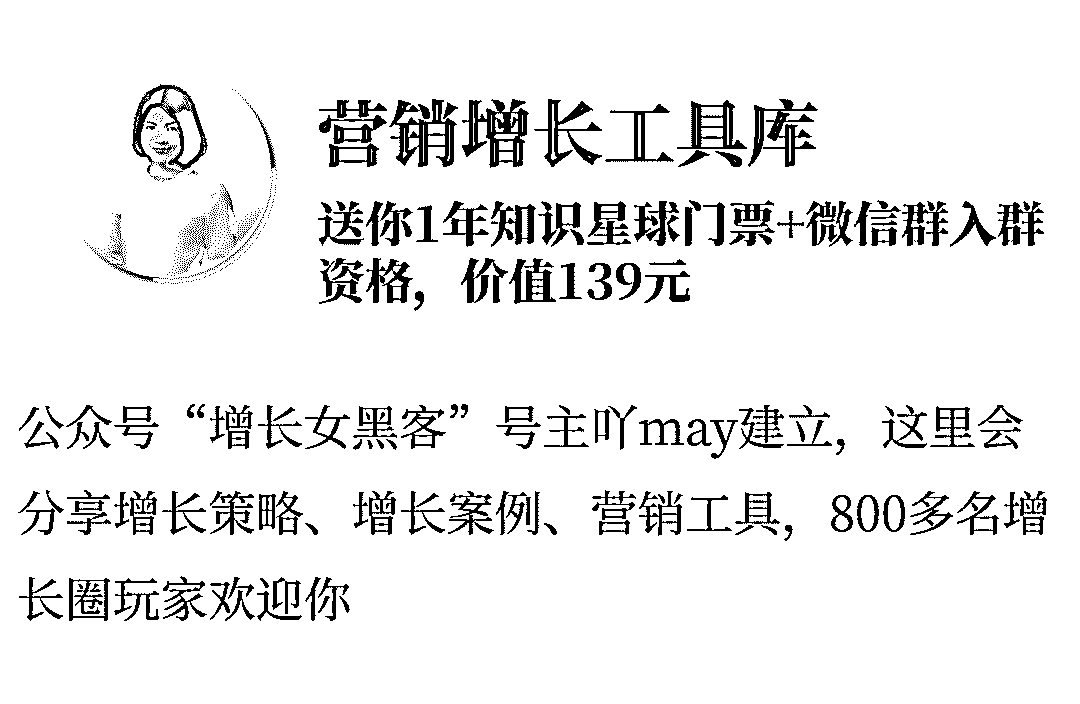 营销增长工具库
送你1年知识星球门票+微信群入群
资格，价值139元
公众号“增长女黑客”号主吖may建立，这里会
分享增长策略、增长案例、营销工具，800多名增
长圈玩家欢迎你